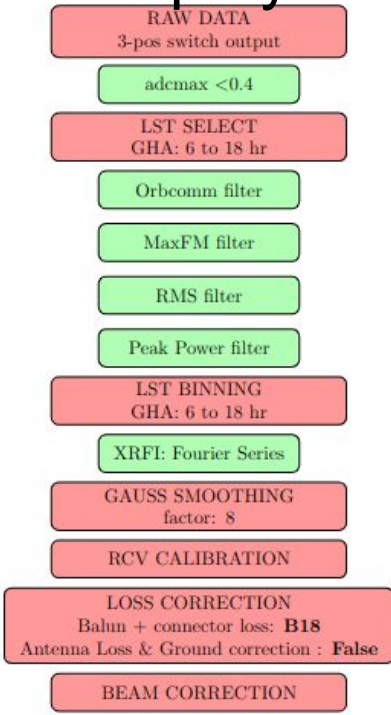 RAW DATA
3-pos switch output
adcmax <0.4
LST SELECT
GHA: 6 to 18 hr
Orbcomm filter
MaxFM filter
RMS filter
Peak Power filter
LST BINNING
GHA: 6 to 18 hr
XRFI: Fourier Series
GAUSS SMOOTHING
factor: 8
RCV CALIBRATION
LOSS CORRECTION
Balun + connector loss: B18
Antenna Loss & Ground correction : False
BEAM CORRECTION